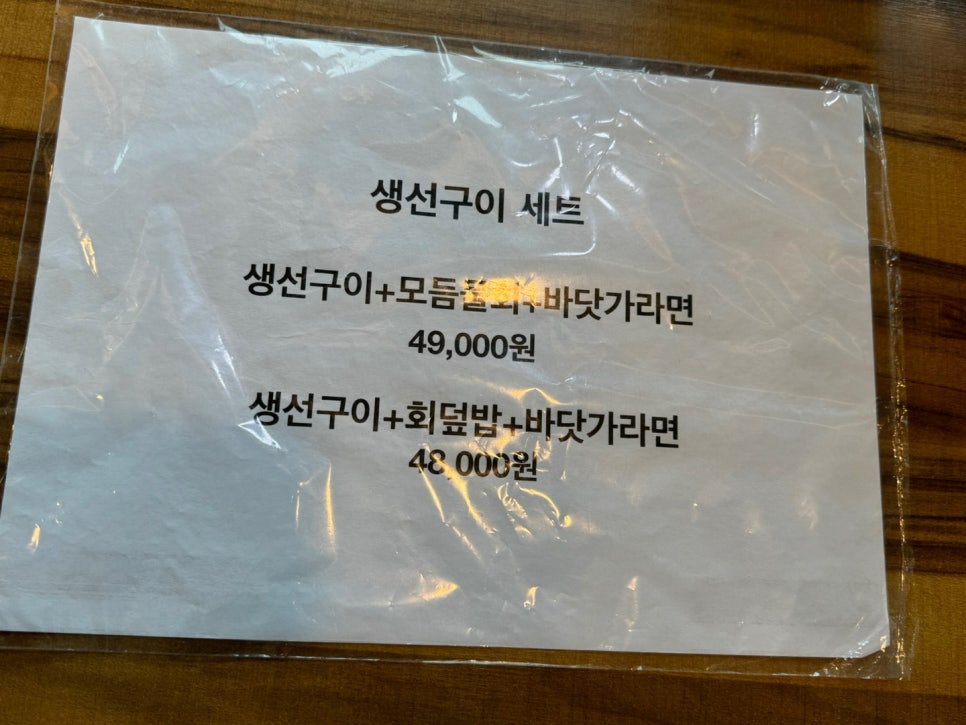 생선구이 세트
생선구이+모듬물회+바닷가라면
49,000원
생선구이+회덮밥+바닷가라면
48,000원